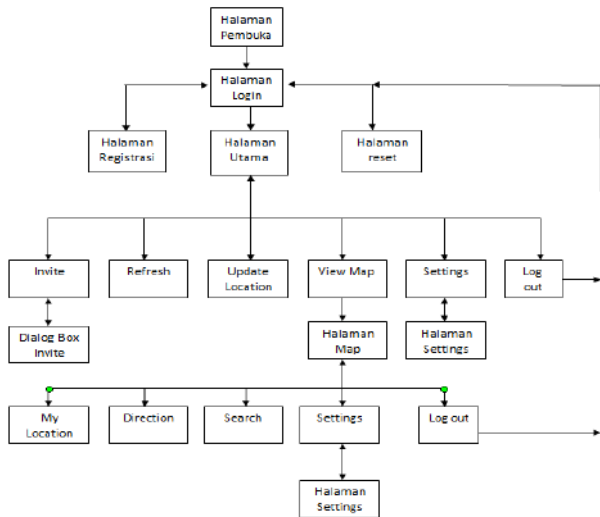 Halaman
Pembuka
Halaman
Login
Halaman
Registrasi
Halaman
Utama
Halaman
reset
Invite
Refresh
Update
Location
View Map
Settings
Log
out
Dialog Box
Invite
Halaman
Map
Halaman
Settings
My
Location
Direction
Search
Settings
Log out
Halaman
Settings